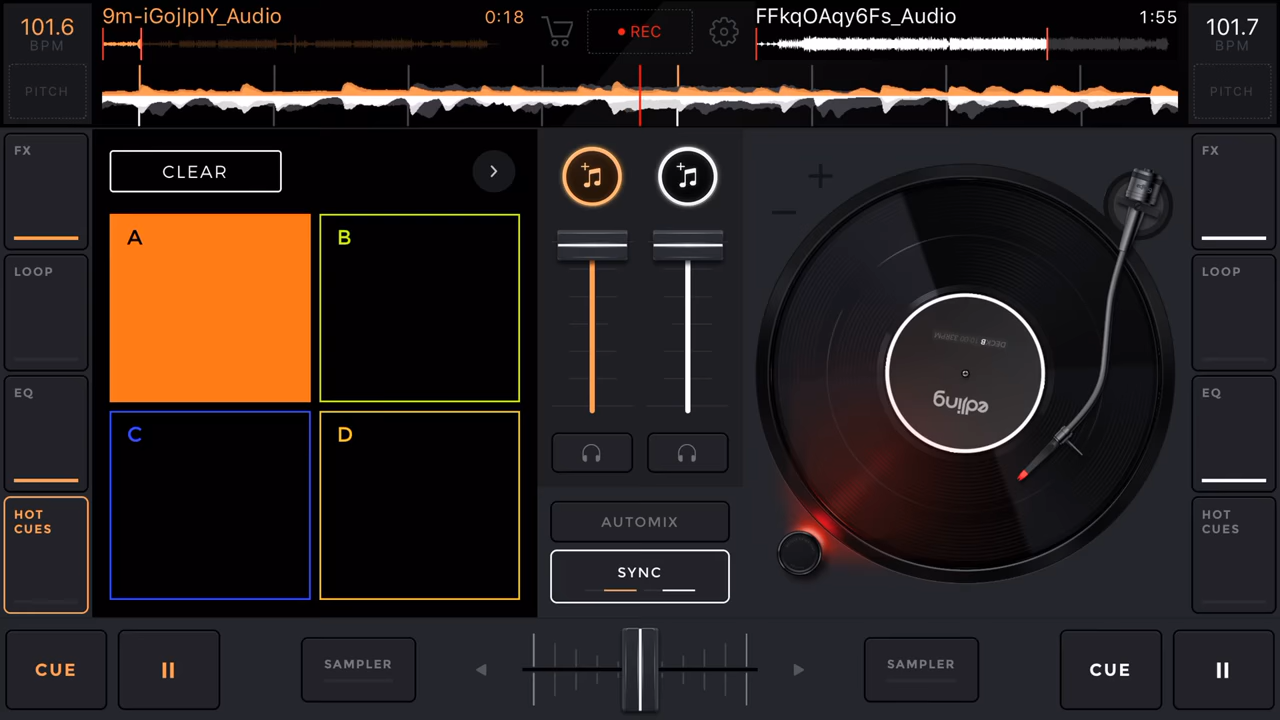 101.6
BPM
PITCH
9m-iGojIpIY_Audio
0:18
REC
FFkqOAqy6Fs_Audio
1:55
101.7
BPM
PITCH
FX
LOOP
EQ
HOT
CUES
CLEAR
A
B
C
D
AUTOMIX
SYNC
edjing
FX
LOOP
EQ
HOT
CUES
CUE
SAMPLER
SAMPLER
CUE